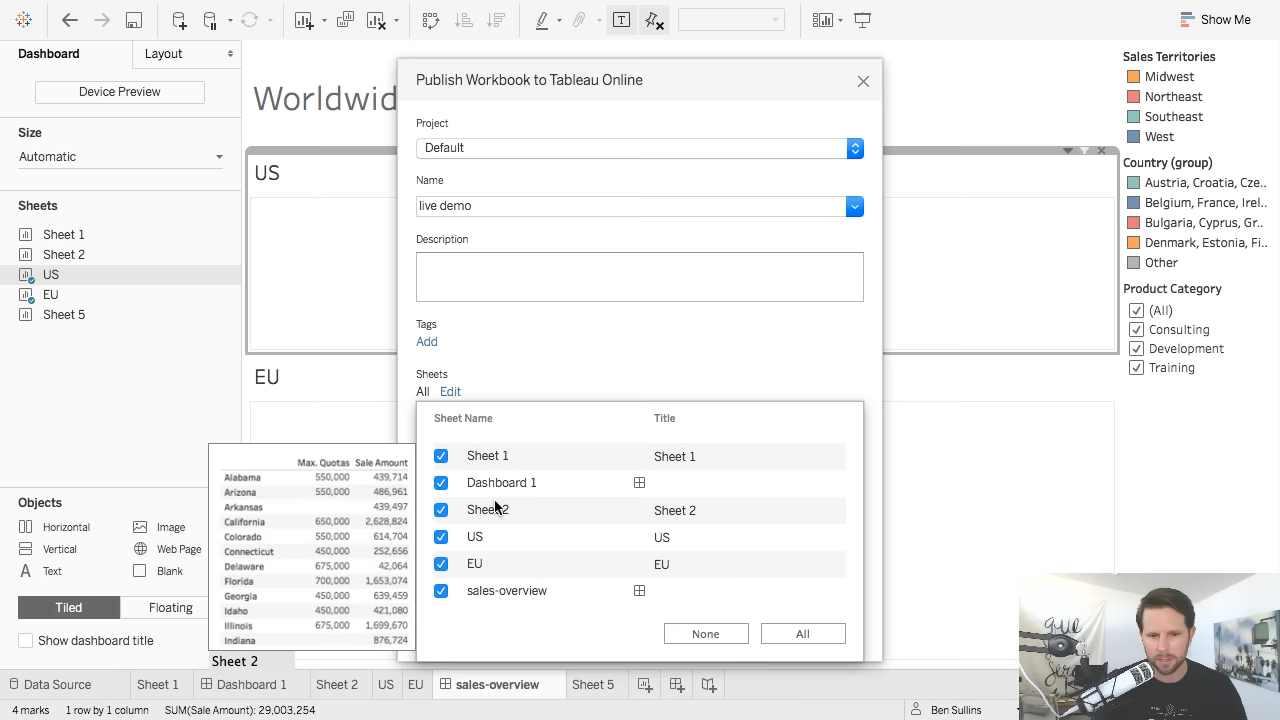 Show Me
Dashboard
Layout
Device Preview
Size
Automatic
Sheets
Sheet 1
Sheet 2
US
EU
Sheet 5
Objects
Horizontal
Image
Vertical
Web Page
A Text
Blank
Tiled
Floating
Show dashboard title
Worldwid
US
EU
Publish Workbook to Tableau Online
Project
Default
Name
live demo
Description
Tags
Add
Sheets
All Edit
Sheet Name Title
Sheet 1 Sheet 1
Dashboard 1
Sheet 2 Sheet 2
US US
EU EU
sales-overview
None All
Max. Quotas Sale Amount
Alabama 550,000 439,714
Arizona 550,000 486,961
Arkansas 439,497
California 650,000 2,628,824
Colorado 550,000 614,704
Connecticut 450,000 252,656
Delaware 675,000 42,064
Florida 700,000 1,653,074
Georgia 450,000 639,459
Idaho 450,000 421,080
Illinois 675,000 1,699,670
Indiana 876,724
Sheet 2
Sales Territories
Midwest
Northeast
Southeast
West
Country (group)
Austria, Croatia, Cze..
Belgium, France, Irel..
Bulgaria, Cyprus, Gr..
Denmark, Estonia, Fi..
Other
Product Category
(All)
Consulting
Development
Training
Data Source Sheet 1 Dashboard 1 Sheet 2 US EU sales-overview Sheet 5
4 marks 1 row by 1 column SUM(Sale Amount): 29,003,254 Ben Sullins